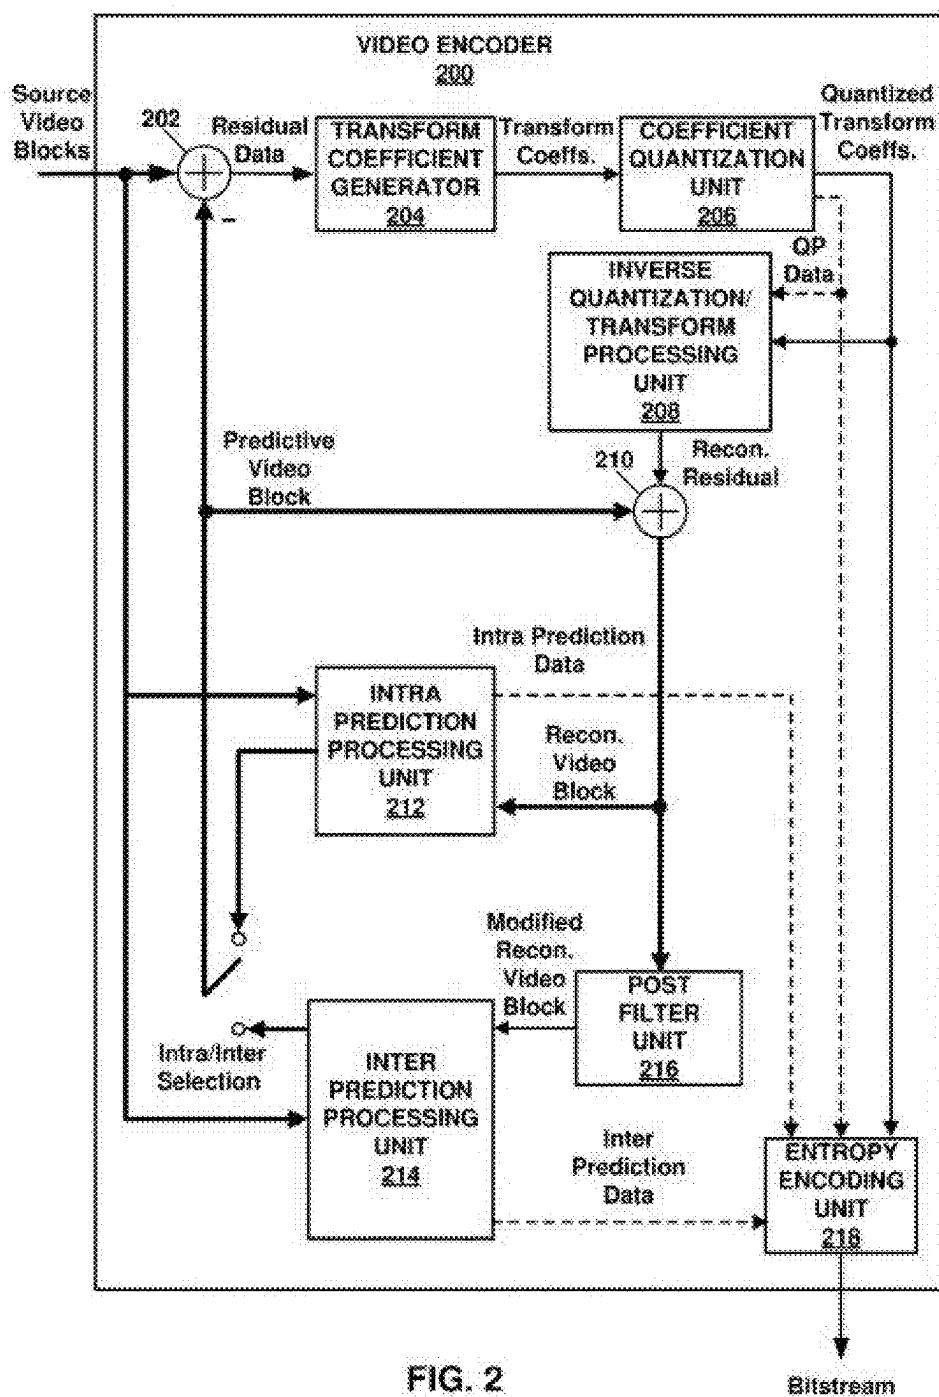 VIDEO ENCODER
200
Source
Video
Blocks
202
Residual
Data
TRANSFORM
COEFFICIENT
GENERATOR
204
Transform
Coeffs.
COEFFICIENT
QUANTIZATION
UNIT
206
Quantized
Transform
Coeffs.
–
QP
Data
INVERSE
QUANTIZATION/
TRANSFORM
PROCESSING
UNIT
208
Predictive
Video
Block
210
Recon.
Residual
Intra Prediction
Data
INTRA
PREDICTION
PROCESSING
UNIT
212
Recon.
Video
Block
Modified
Recon.
Video
Block
POST
FILTER
UNIT
216
Intra/Inter
Selection
INTER
PREDICTION
PROCESSING
UNIT
214
Inter
Prediction
Data
ENTROPY
ENCODING
UNIT
218
FIG. 2
Bitstream